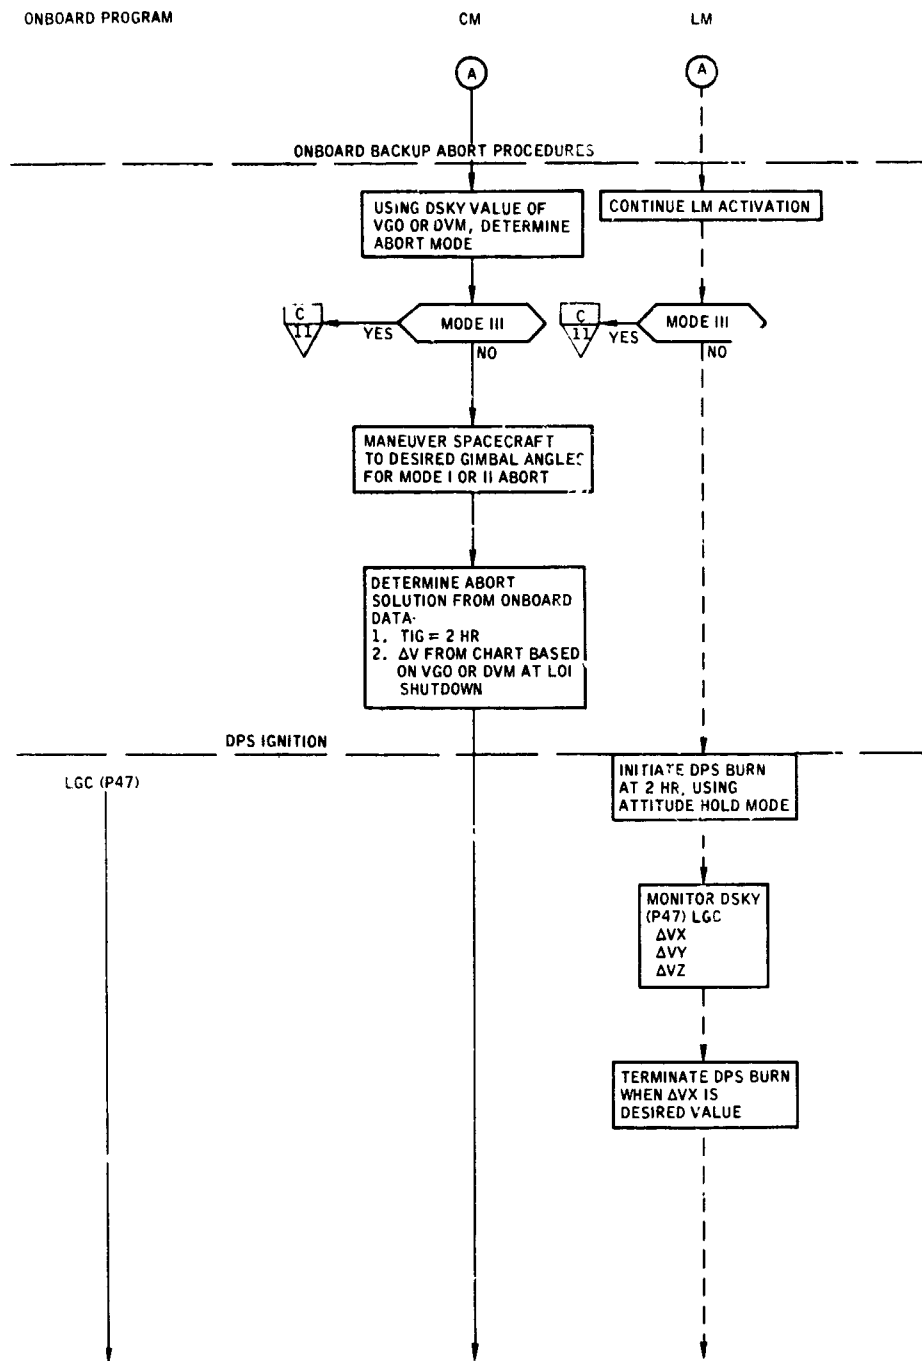 ONBOARD PROGRAM
CM
LM
A
A
ONBOARD BACKUP ABORT PROCEDURES
USING DSKY VALUE OF
VGO OR DVM, DETERMINE
ABORT MODE
CONTINUE LM ACTIVATION
C
11
YES
MODE III
NO
C
11
YES
MODE III
NO
MANEUVER SPACECRAFT
TO DESIRED GIMBAL ANGLES
FOR MODE I OR II ABORT
DETERMINE ABORT
SOLUTION FROM ONBOARD
DATA·
1. TIG = 2 HR
2. ΔV FROM CHART BASED
ON VGO OR DVM AT LOI
SHUTDOWN
DPS IGNITION
LGC (P47)
INITIATE DPS BURN
AT 2 HR, USING
ATTITUDE HOLD MODE
MONITOR DSKY
(P47) LGC
ΔVX
ΔVY
ΔVZ
TERMINATE DPS BURN
WHEN ΔVX IS
DESIRED VALUE